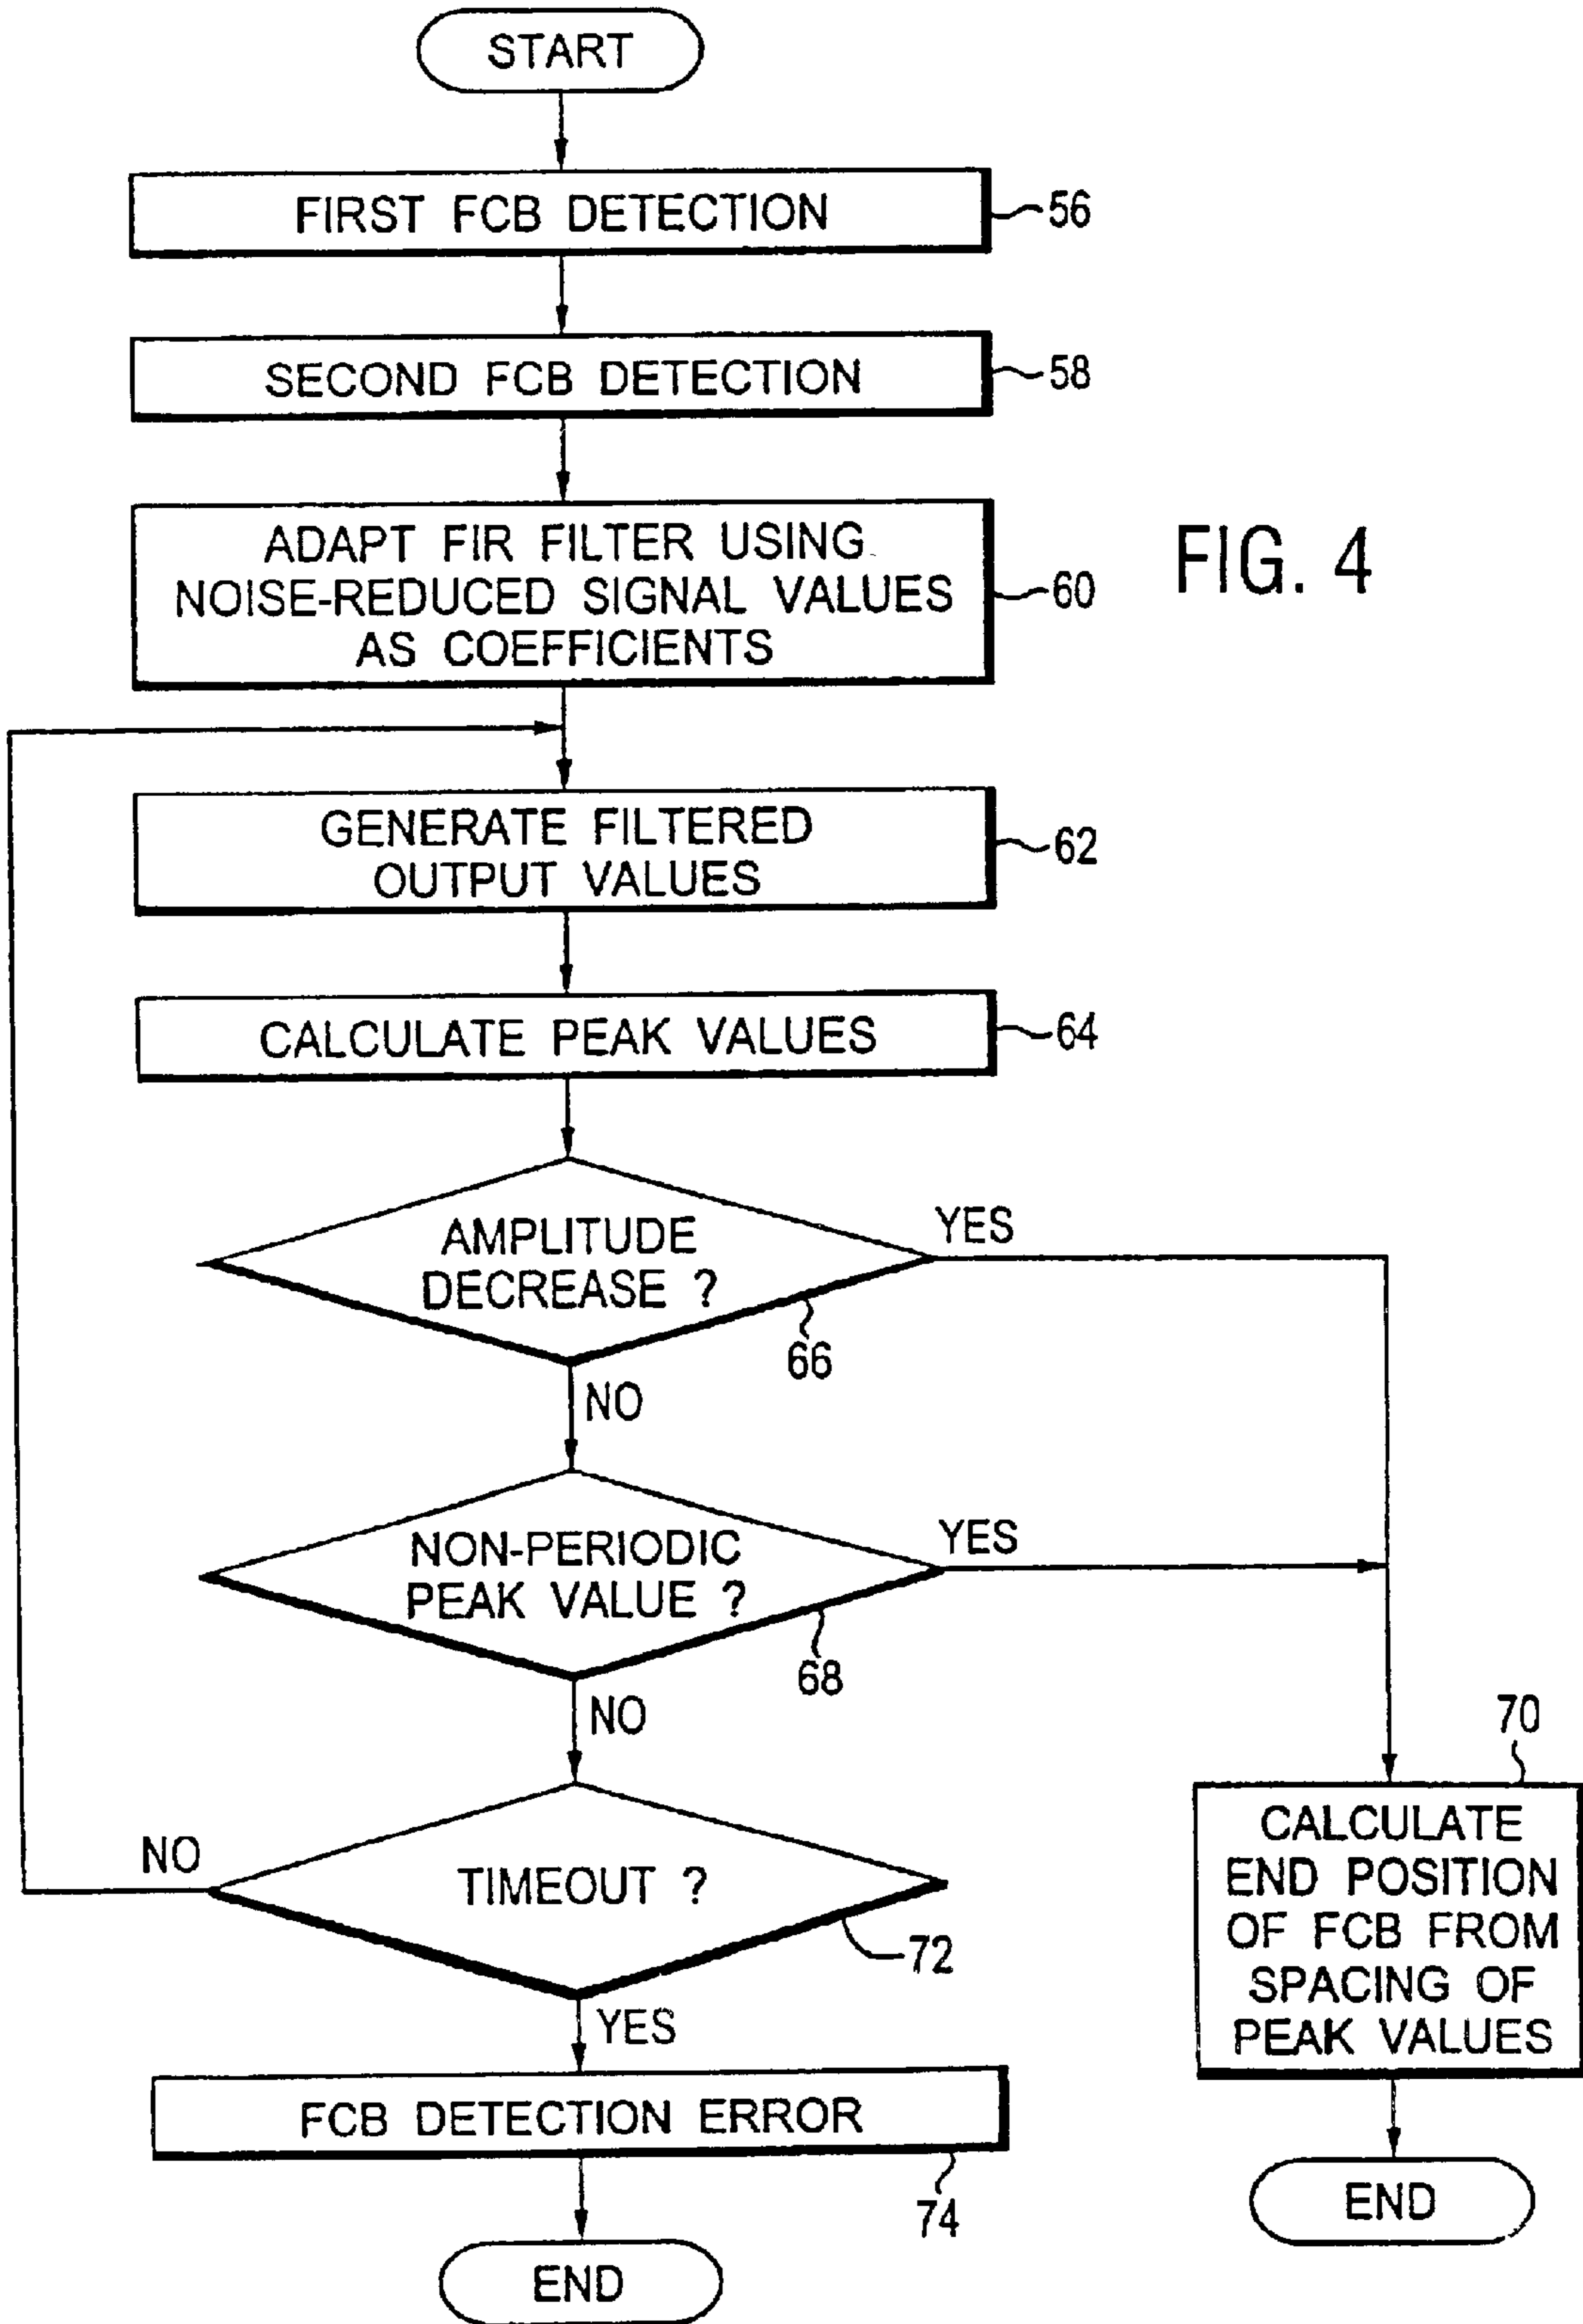 START
FIRST FCB DETECTION
56
SECOND FCB DETECTION
58
ADAPT FIR FILTER USING
NOISE-REDUCED SIGNAL VALUES
AS COEFFICIENTS
60
FIG. 4
GENERATE FILTERED
OUTPUT VALUES
62
CALCULATE PEAK VALUES
64
AMPLITUDE
DECREASE ?
YES
66
NO
NON-PERIODIC
PEAK VALUE ?
YES
68
NO
70
CALCULATE
END POSITION
OF FCB FROM
SPACING OF
PEAK VALUES
NO
TIMEOUT ?
72
YES
FCB DETECTION ERROR
74
END
END